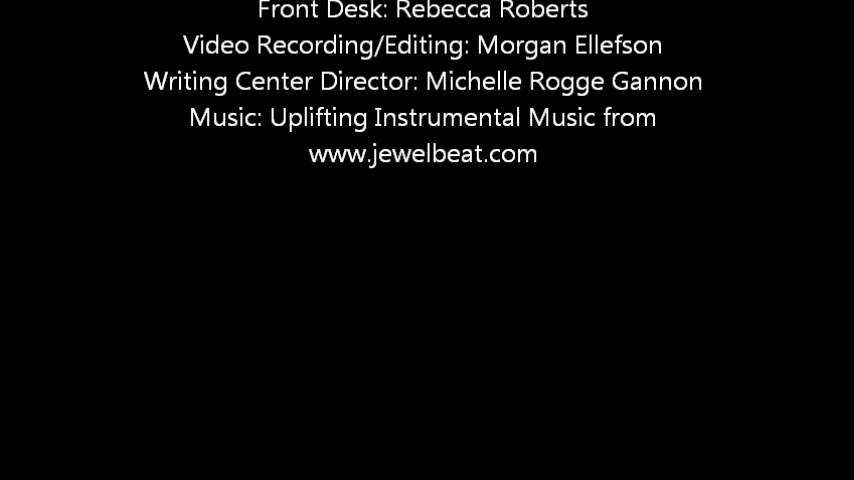 Front Desk: Rebecca Roberts
Video Recording/Editing: Morgan Ellefson
Writing Center Director: Michelle Rogge Gannon
Music: Uplifting Instrumental Music from
www.jewelbeat.com